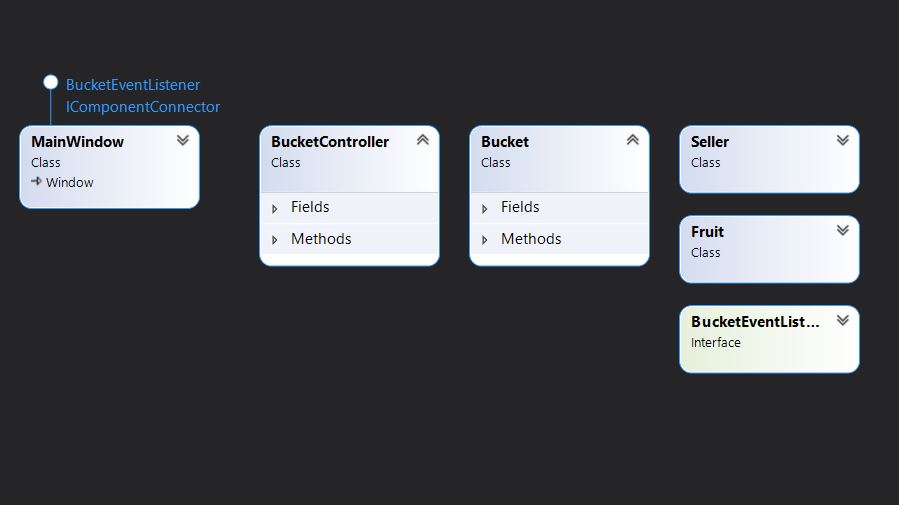 BucketEventListener
IComponentConnector
MainWindow
Class
Window
BucketController
Class
Fields
Methods
Bucket
Class
Fields
Methods
Seller
Class
Fruit
Class
BucketEventList...
Interface